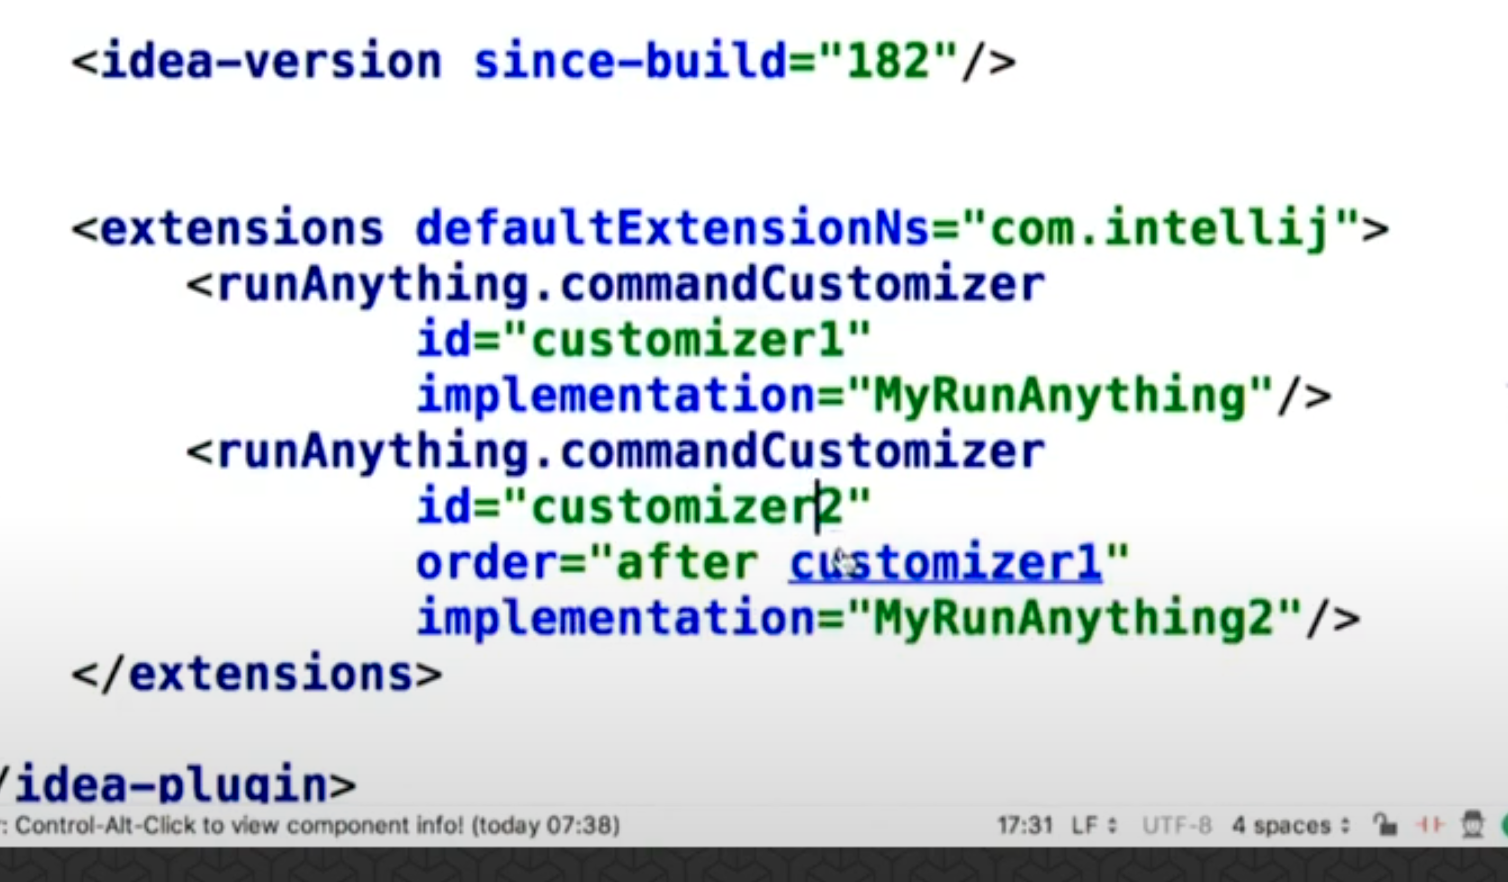 <idea-version since-build="182"/>
<extensions defaultExtensionNs="com.intellij">
<runAnything.commandCustomizer
id="customizer1"
implementation="MyRunAnything"/>
<runAnything.commandCustomizer
id="customizer2"
order="after customizer1"
implementation="MyRunAnything2"/>
</extensions>
/idea-plugin>
: Control-Alt-Click to view component info! (today 07:38) 17:31 LF UTF-8 4 spaces